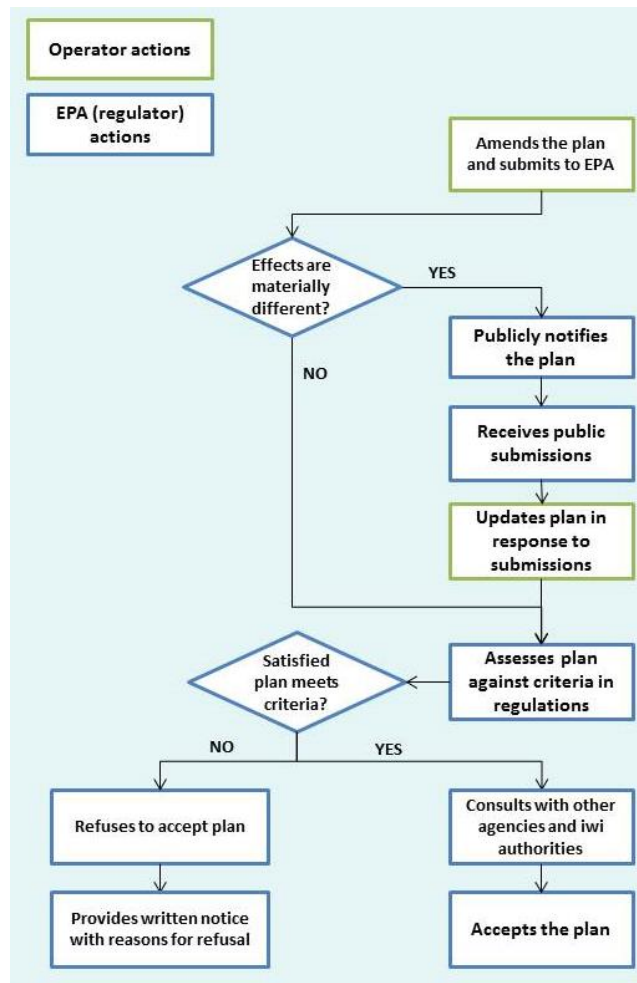 Operator actions
EPA (regulator)
actions
Amends the plan
and submits to EPA
Effects are
materially
different?
YES
Publicly notifies
the plan
NO
Receives public
submissions
Updates plan in
response to
submissions
Satisfied
plan meets
criteria?
Assesses plan
against criteria in
regulations
NO
YES
Refuses to accept plan
Consults with other
agencies and iwi
authorities
Provides written notice
with reasons for refusal
Accepts the plan